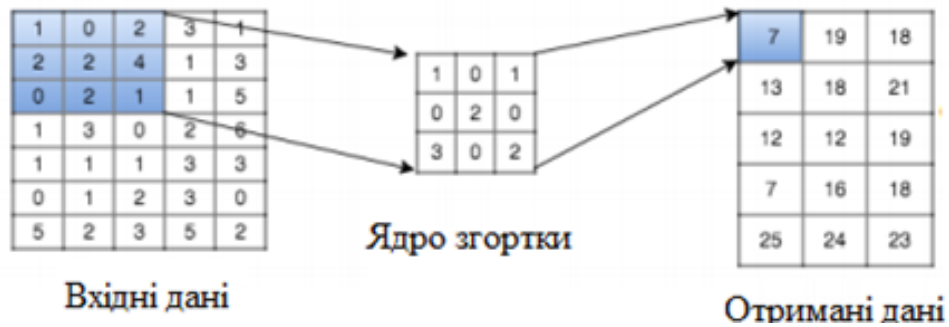 1 0 2 3 1
2 2 4 1 3
0 2 1 1 5
1 3 0 2 6
1 1 1 3 3
0 1 2 3 0
5 2 3 5 2
Вхідні дані
1 0 1
0 2 0
3 0 2
Ядро згортки
7 19 18
13 18 21
12 12 19
7 16 18
25 24 23
Отримані дані